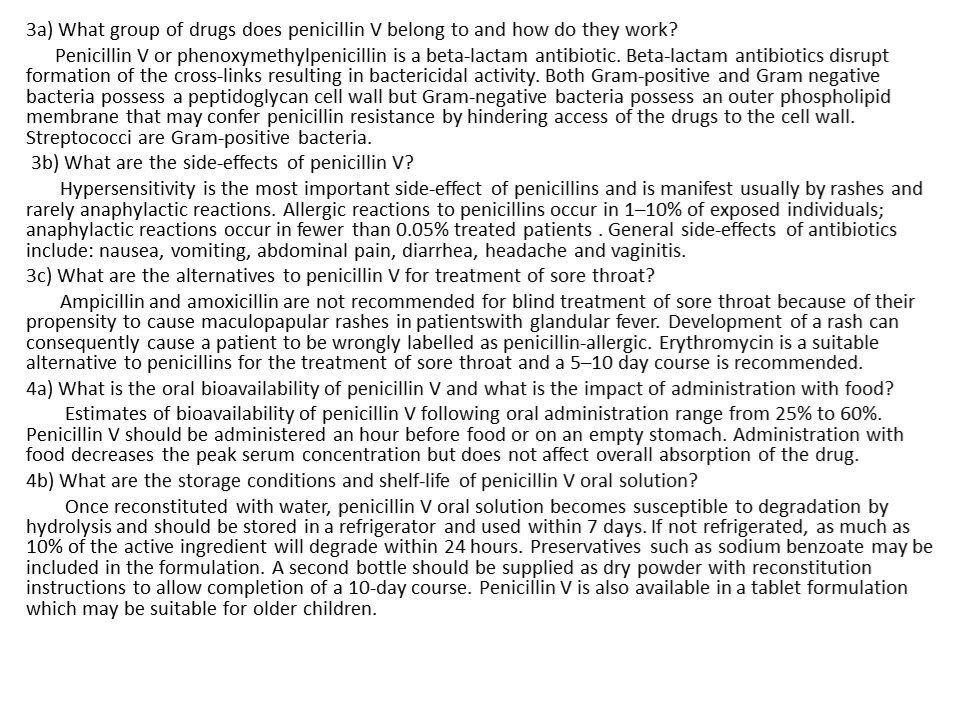 3a) What group of drugs does penicillin V belong to and how do they work?
Penicillin V or phenoxymethylpenicillin is a beta-lactam antibiotic. Beta-lactam antibiotics disrupt
formation of the cross-links resulting in bactericidal activity. Both Gram-positive and Gram negative
bacteria possess a peptidoglycan cell wall but Gram-negative bacteria possess an outer phospholipid
membrane that may confer penicillin resistance by hindering access of the drugs to the cell wall.
Streptococci are Gram-positive bacteria.
3b) What are the side-effects of penicillin V?
Hypersensitivity is the most important side-effect of penicillins and is manifest usually by rashes and
rarely anaphylactic reactions. Allergic reactions to penicillins occur in 1–10% of exposed individuals;
anaphylactic reactions occur in fewer than 0.05% treated patients . General side-effects of antibiotics
include: nausea, vomiting, abdominal pain, diarrhea, headache and vaginitis.
3c) What are the alternatives to penicillin V for treatment of sore throat?
Ampicillin and amoxicillin are not recommended for blind treatment of sore throat because of their
propensity to cause maculopapular rashes in patientswith glandular fever. Development of a rash can
consequently cause a patient to be wrongly labelled as penicillin-allergic. Erythromycin is a suitable
alternative to penicillins for the treatment of sore throat and a 5–10 day course is recommended.
4a) What is the oral bioavailability of penicillin V and what is the impact of administration with food?
Estimates of bioavailability of penicillin V following oral administration range from 25% to 60%.
Penicillin V should be administered an hour before food or on an empty stomach. Administration with
food decreases the peak serum concentration but does not affect overall absorption of the drug.
4b) What are the storage conditions and shelf-life of penicillin V oral solution?
Once reconstituted with water, penicillin V oral solution becomes susceptible to degradation by
hydrolysis and should be stored in a refrigerator and used within 7 days. If not refrigerated, as much as
10% of the active ingredient will degrade within 24 hours. Preservatives such as sodium benzoate may be
included in the formulation. A second bottle should be supplied as dry powder with reconstitution
instructions to allow completion of a 10-day course. Penicillin V is also available in a tablet formulation
which may be suitable for older children.